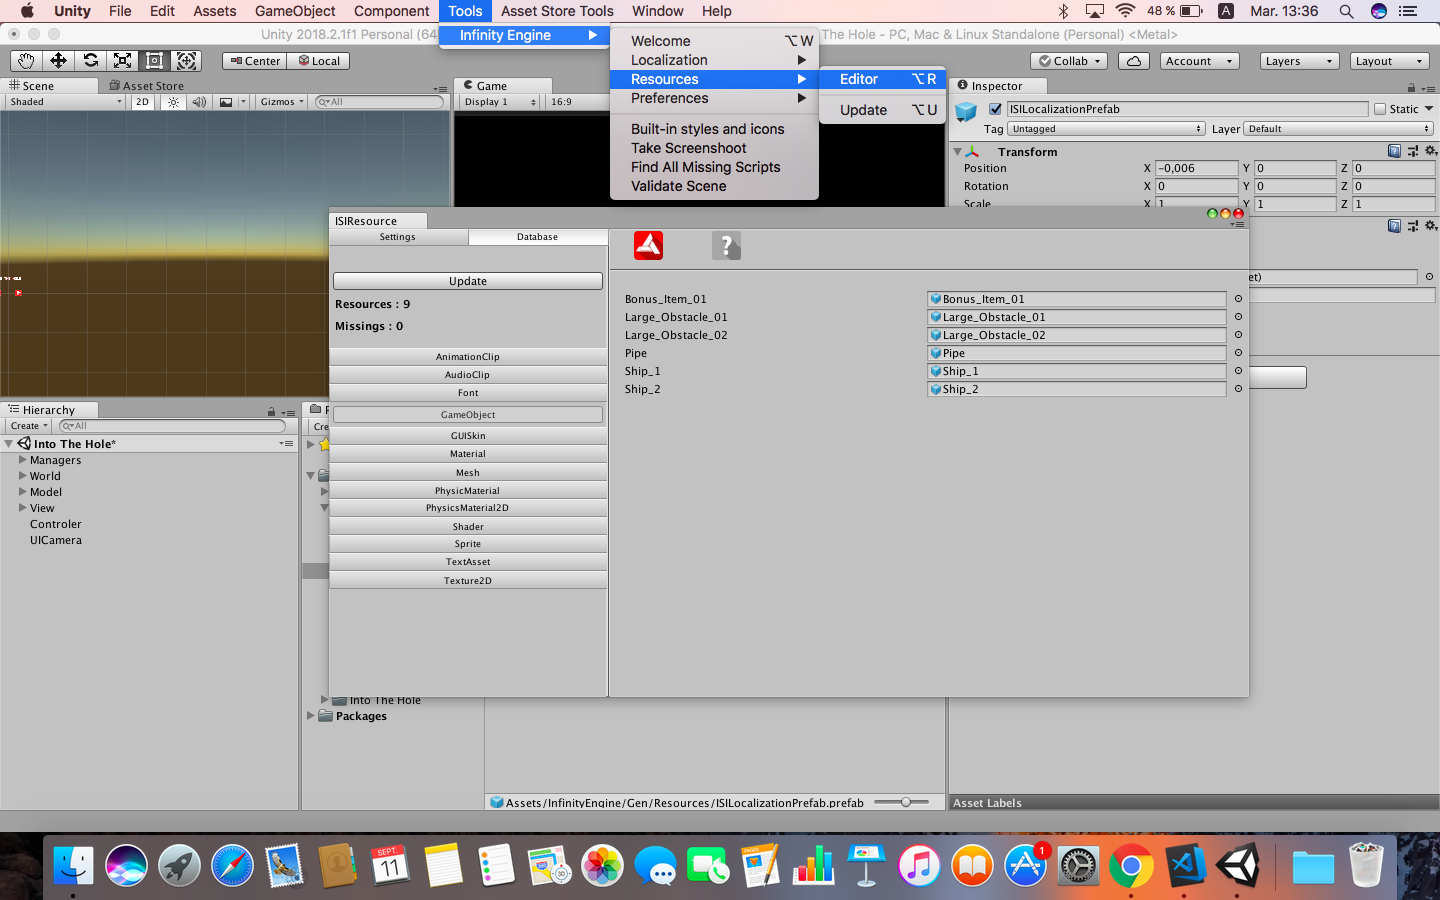 Unity File Edit Assets GameObject Component Tools Asset Store Tools Window Help 48 % A Mar. 13:36
Unity 2018.2.1f1 Personal (64
The Hole - PC, Mac & Linux Standalone (Personal) <Metal>
Infinity Engine
Welcome ⌥W
Localization
Resources
Preferences
Built-in styles and icons
Take Screenshoot
Find All Missing Scripts
Validate Scene
Editor ⌥R
Update ⌥U
Center Local
Collab Account Layers Layout
Scene Asset Store
Shaded 2D Gizmos All
Game
Display 1 16:9
Inspector
ISILocalizationPrefab Static
Tag Untagged Layer Default
Transform
Position X -0,006 Y 0 Z 0
Rotation X 0 Y 0 Z 0
Scale X 1 Y 1 Z 1
ISIResource
Settings Database
Update
Resources : 9
Missings : 0
AnimationClip
AudioClip
Font
GameObject
GUISkin
Material
Mesh
PhysicMaterial
PhysicsMaterial2D
Shader
Sprite
TextAsset
Texture2D
?
Bonus_Item_01 Bonus_Item_01
Large_Obstacle_01 Large_Obstacle_01
Large_Obstacle_02 Large_Obstacle_02
Pipe Pipe
Ship_1 Ship_1
Ship_2 Ship_2
Hierarchy
Create All
Into The Hole*
Managers
World
Model
View
Controler
UICamera
Into The Hole
Packages
Assets/InfinityEngine/Gen/Resources/ISILocalizationPrefab.prefab
Asset Labels
SEPT.
11
PAGES
1